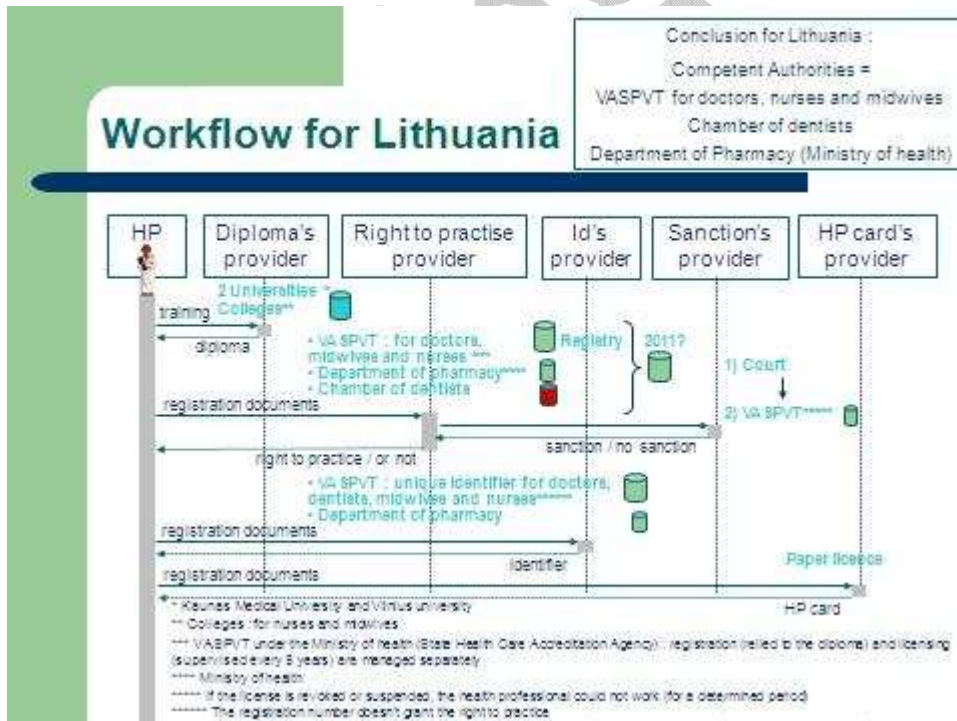 Conclusion for Lithuania :
Competent Authorities =
VASPVT for doctors, nurses and midwives
Chamber of dentists
Department of Pharmacy (Ministry of health)
Workflow for Lithuania
HP
Diploma's
provider
Right to practise
provider
Id's
provider
Sanction's
provider
HP card's
provider
2 Universities *
Colleges**
training
diploma
• VASPVT : for doctors,
midwives and nurses ***
• Department of pharmacy****
• Chamber of dentists
Registry
2011?
1) Court
2) VASPVT*****
registration documents
sanction / no sanction
right to practice / or not
• VASPVT : unique identifier for doctors,
dentists, midwives and nurses******
• Department of pharmacy
registration documents
identifier
Paper licence
registration documents
HP card
* Kaunas Medical University and Vilnius university
** Colleges : for nurses and midwives
*** VASPVT under the Ministry of health (State Health Care Accreditation Agency) : registration (relied to the diploma) and licensing
(supervised every 5 years) are managed separately
**** Ministry of health
***** If the license is revoked or suspended, the health professional could not work (for a determined period)
****** The registration number doesn't grant the right to practice